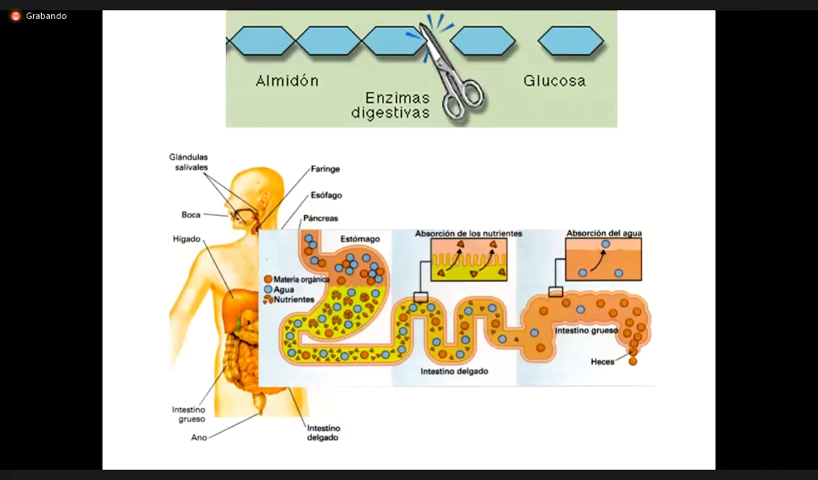 Grabando
Almidón
Enzimas
digestivas
Glucosa
Glándulas
salivales
Faringe
Esófago
Boca
Páncreas
Hígado
Estómago
Absorción de los nutrientes
Absorción del agua
Materia orgánica
Agua
Nutrientes
Intestino grueso
Heces
Intestino delgado
Intestino
grueso
Ano
Intestino
delgado